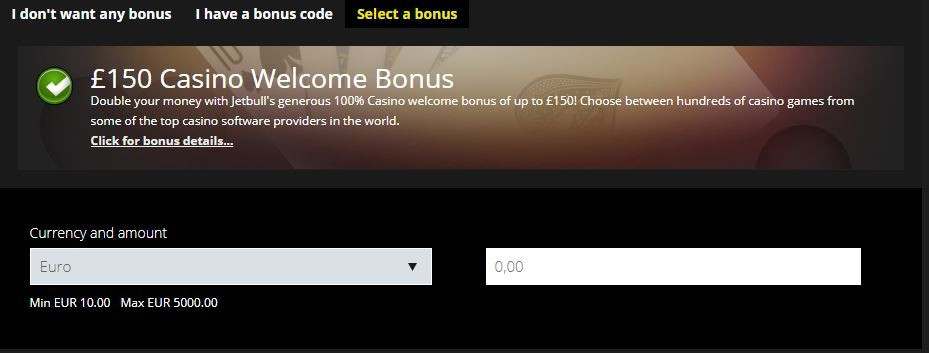 I don't want any bonus I have a bonus code Select a bonus
£150 Casino Welcome Bonus
Double your money with Jetbull's generous 100% Casino welcome bonus of up to £150! Choose between hundreds of casino games from
some of the top casino software providers in the world.
Click for bonus details...
Currency and amount
Euro 0,00
Min EUR 10.00 Max EUR 5000.00